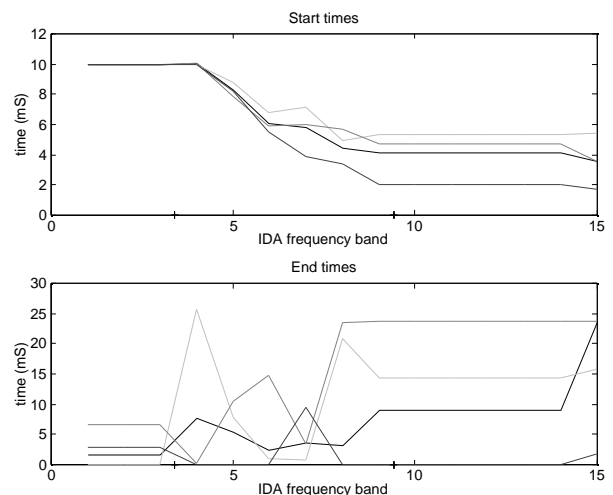 Start times
12
10
8
6
4
2
0
time (mS)
0 5 10 15
IDA frequency band
End times
30
25
20
15
10
5
0
time (mS)
0 5 10 15
IDA frequency band